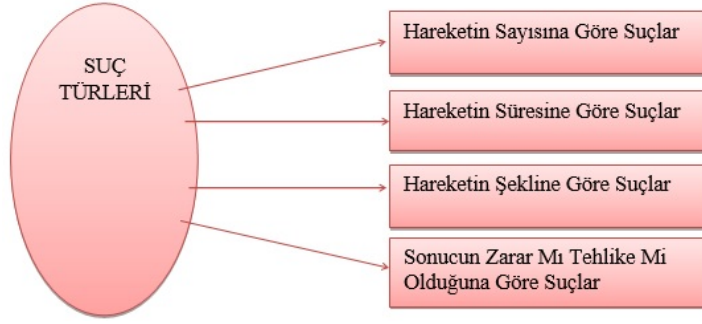 SUÇ
TÜRLERİ
Hareketin Sayısına Göre Suçlar
Hareketin Süresine Göre Suçlar
Hareketin Şekline Göre Suçlar
Sonucun Zarar Mı Tehlike Mi
Olduğuna Göre Suçlar